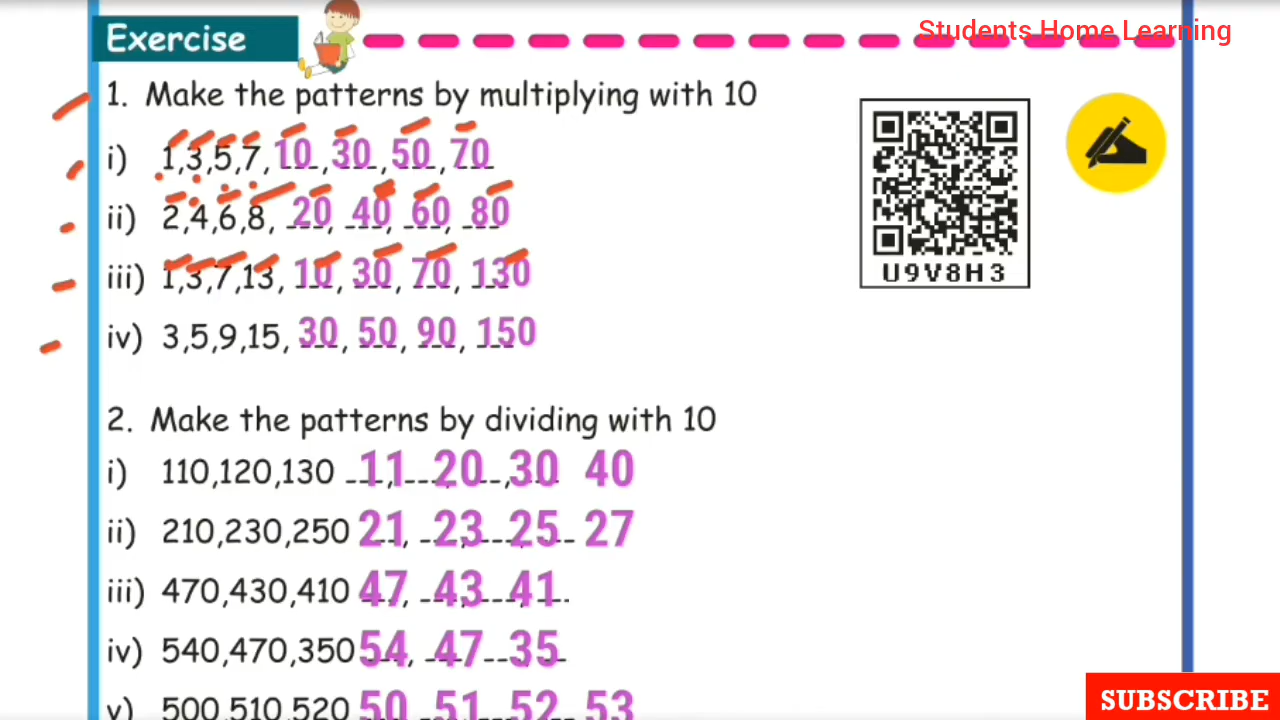 Students Home Learning
Exercise
1. Make the patterns by multiplying with 10
i) 1,3,5,7, 10, 30, 50, 70
ii) 2,4,6,8, 20, 40, 60, 80
iii) 1,3,7,13, 10, 30, 70, 130
iv) 3,5,9,15, 30, 50, 90, 150
U9V8H3
2. Make the patterns by dividing with 10
i) 110,120,130 11, 20, 30 40
ii) 210,230,250 21, 23, 25 27
iii) 470,430,410 47, 43, 41.
iv) 540,470,350 54, 47 35
v) 500,510,520 50 51 52 53
SUBSCRIBE